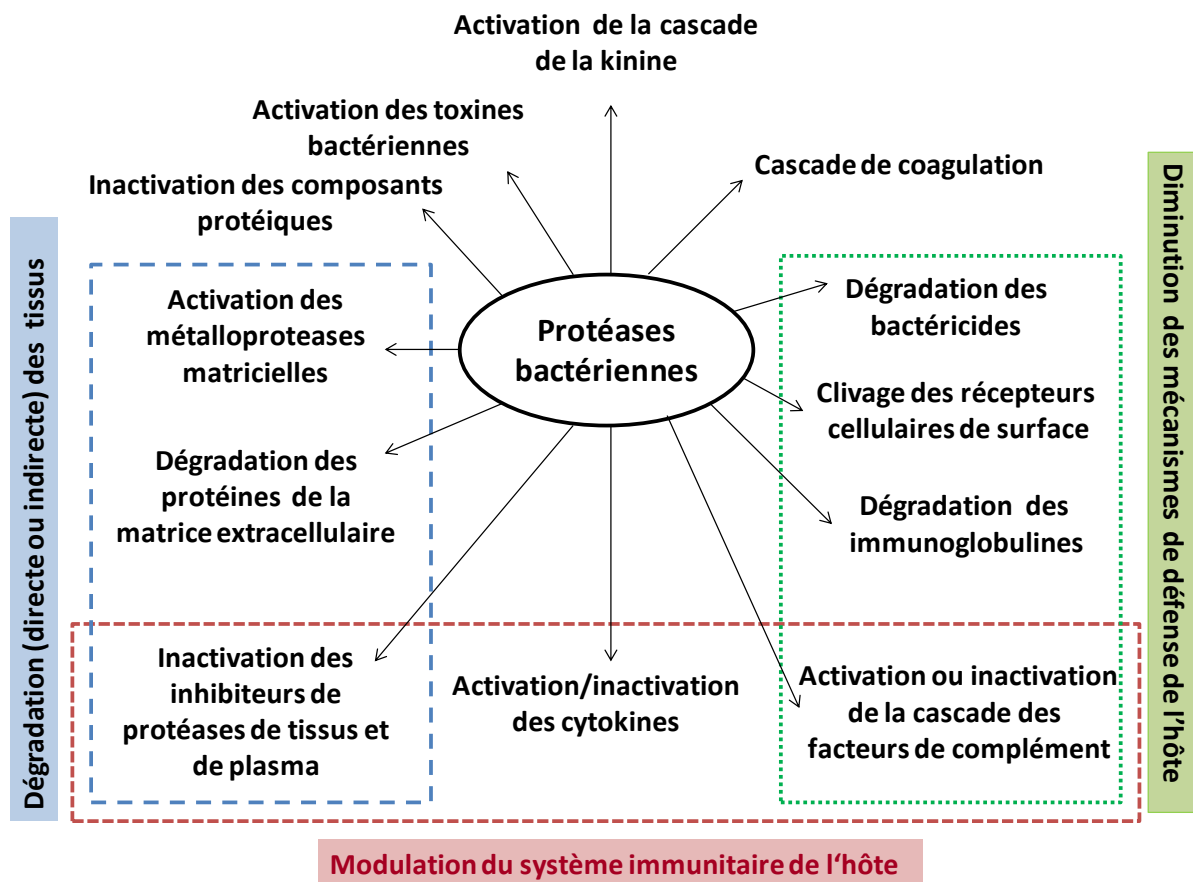 Activation de la cascade
de la kinine
Activation des toxines
bactériennes
Cascade de coagulation
Inactivation des composants
protéiques
Dégradation (directe ou indirecte) des tissus
Diminution des mécanismes de défense de l'hôte
Protéases
bactériennes
Activation des
métalloproteases
matricielles
Dégradation des
bactéricides
Clivage des récepteurs
cellulaires de surface
Dégradation des
protéines de la
matrice extracellulaire
Dégradation des
immunoglobulines
Inactivation des
inhibiteurs de
protéases de tissus et
de plasma
Activation/inactivation
des cytokines
Activation ou inactivation
de la cascade des
facteurs de complément
Modulation du système immunitaire de l‘hôte